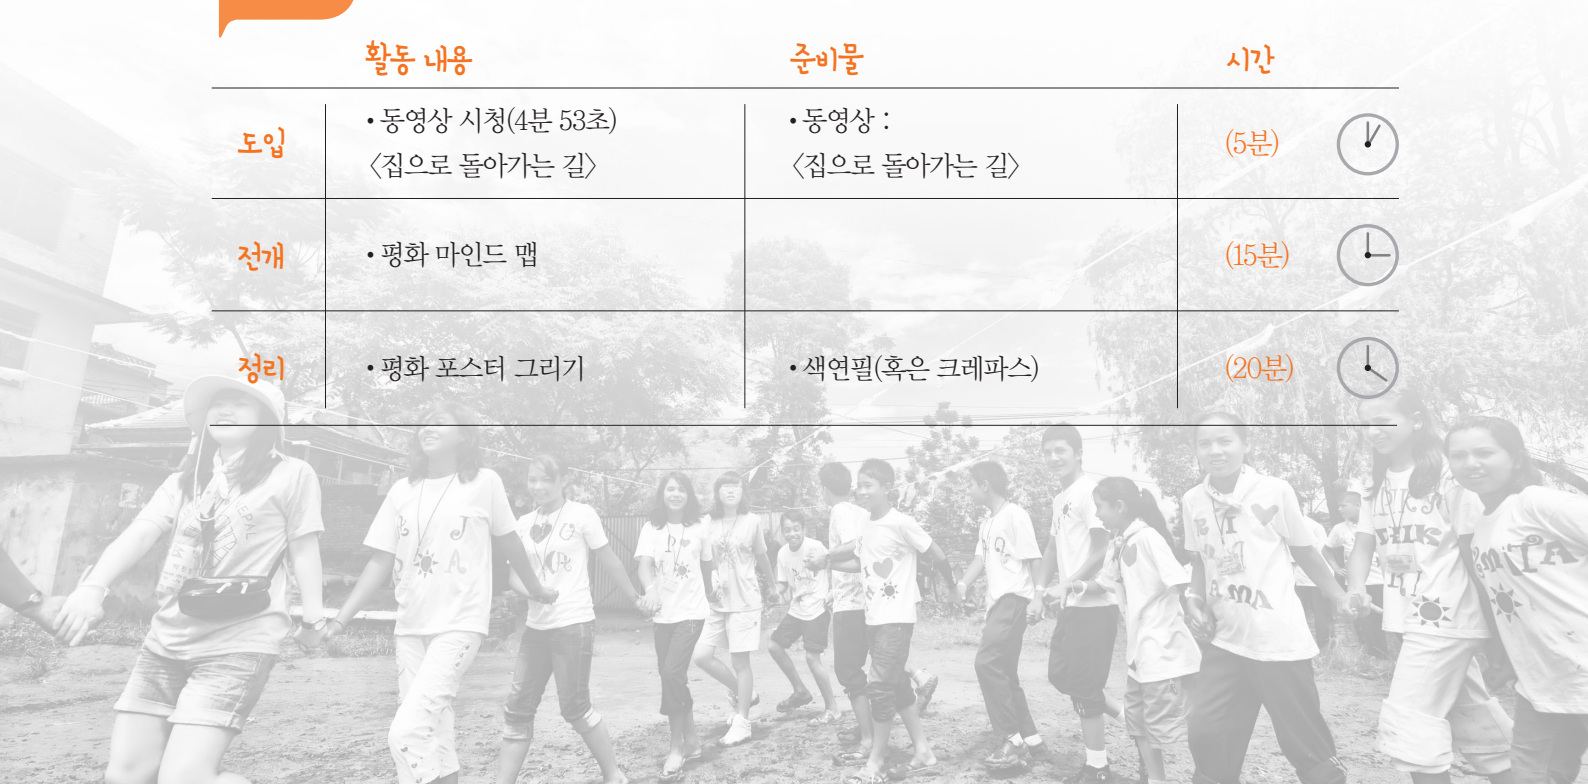 활동 내용 준비물 시간
도입 • 동영상 시청(4분 53초) • 동영상 : (5분)
〈집으로 돌아가는 길〉 〈집으로 돌아가는 길〉
전개 • 평화 마인드 맵 (15분)
정리 • 평화 포스터 그리기 • 색연필(혹은 크레파스) (20분)
NEPAL